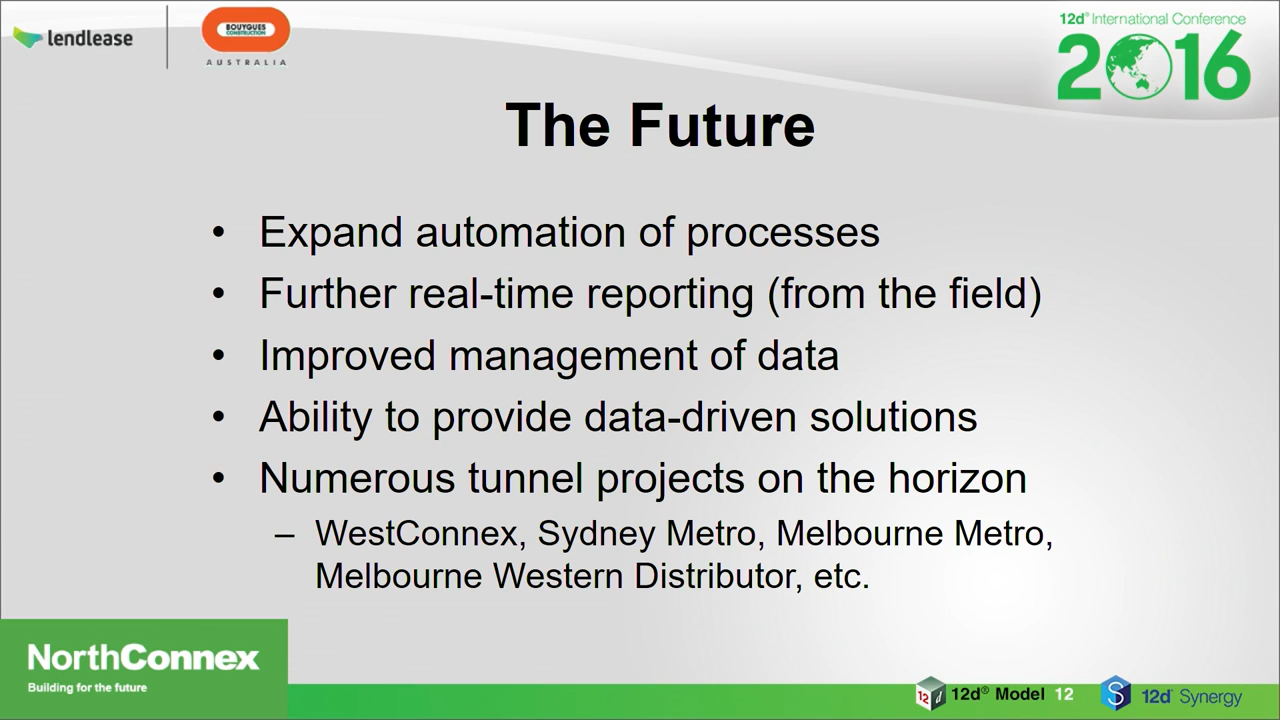 lendlease
BOUYGUES
CONSTRUCTION
AUSTRALIA
12d® International Conference
2016
The Future
• Expand automation of processes
• Further real-time reporting (from the field)
• Improved management of data
• Ability to provide data-driven solutions
• Numerous tunnel projects on the horizon
– WestConnex, Sydney Metro, Melbourne Metro,
Melbourne Western Distributor, etc.
NorthConnex
Building for the future
12d 12d® Model 12
S 12d® Synergy